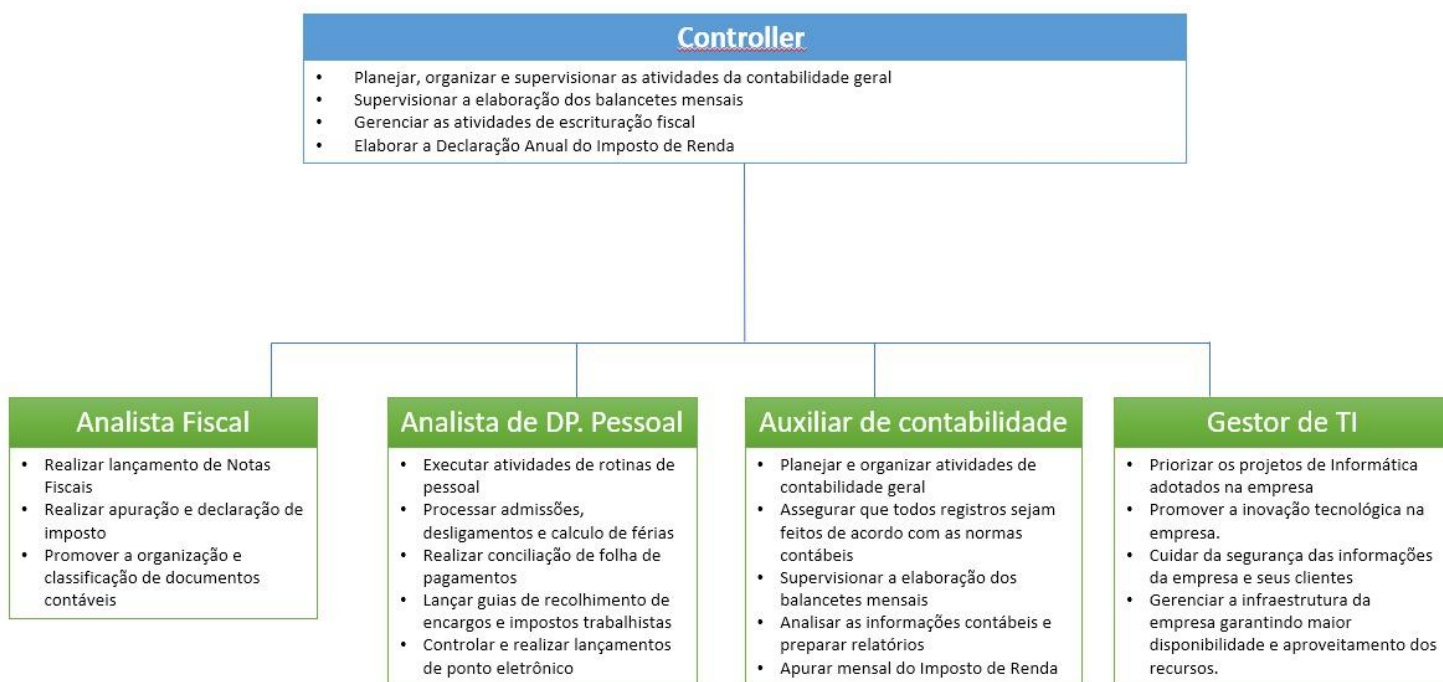 Controller
• Planejar, organizar e supervisionar as atividades da contabilidade geral
• Supervisionar a elaboração dos balancetes mensais
• Gerenciar as atividades de escrituração fiscal
• Elaborar a Declaração Anual do Imposto de Renda
Analista Fiscal
• Realizar lançamento de Notas
Fiscais
• Realizar apuração e declaração de
imposto
• Promover a organização e
classificação de documentos
contáveis
Analista de DP. Pessoal
• Executar atividades de rotinas de
pessoal
• Processar admissões,
desligamentos e calculo de férias
• Realizar conciliação de folha de
pagamentos
• Lançar guias de recolhimento de
encargos e impostos trabalhistas
• Controlar e realizar lançamentos
de ponto eletrônico
Auxiliar de contabilidade
• Planejar e organizar atividades de
contabilidade geral
• Assegurar que todos registros sejam
feitos de acordo com as normas
contábeis
• Supervisionar a elaboração dos
balancetes mensais
• Analisar as informações contábeis e
preparar relatórios
• Apurar mensal do Imposto de Renda
Gestor de TI
• Priorizar os projetos de Informática
adotados na empresa
• Promover a inovação tecnológica na
empresa.
• Cuidar da segurança das informações
da empresa e seus clientes
• Gerenciar a infraestrutura da
empresa garantindo maior
disponibilidade e aproveitamento dos
recursos.